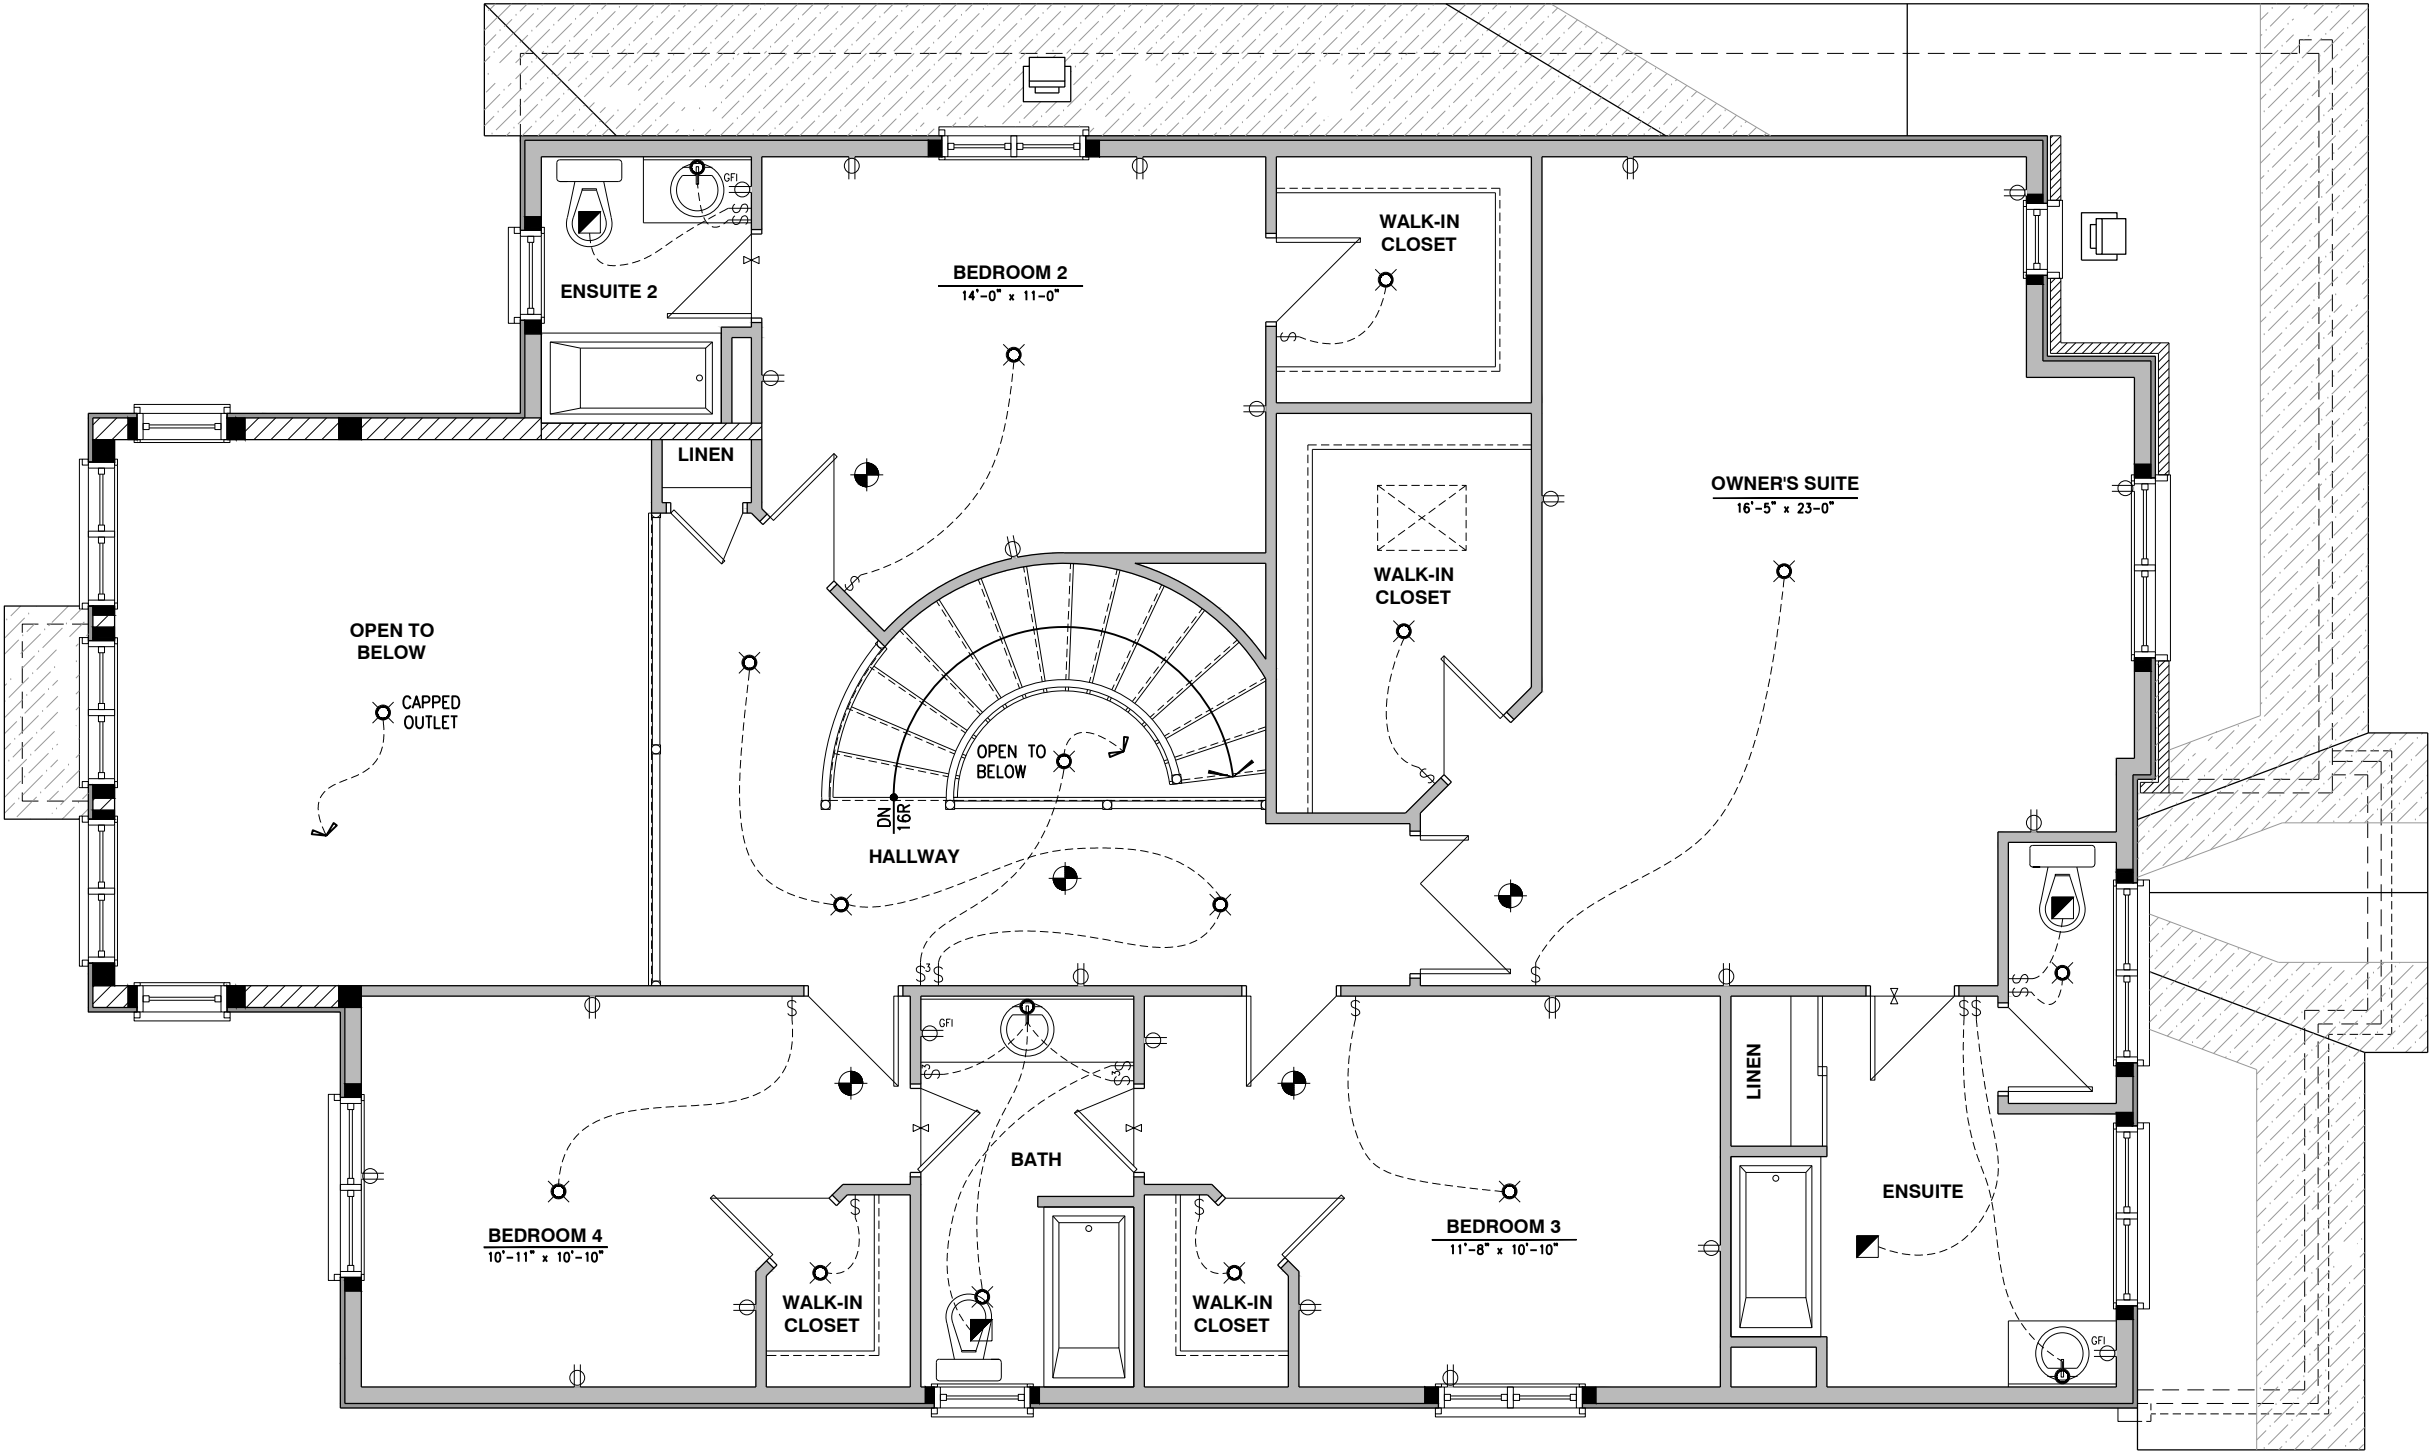 GFI
WALK-IN
CLOSET
BEDROOM 2
14'-0" x 11-0"
ENSUITE 2
LINEN
OWNER'S SUITE
16'-5" x 23-0"
WALK-IN
CLOSET
OPEN TO
BELOW
CAPPED
OUTLET
OPEN TO
BELOW
DN
16R
HALLWAY
$3 $
GFI
LINEN
BATH
ENSUITE
BEDROOM 4
10'-11" x 10'-10"
BEDROOM 3
11'-8" x 10'-10"
WALK-IN
CLOSET
WALK-IN
CLOSET
GFI